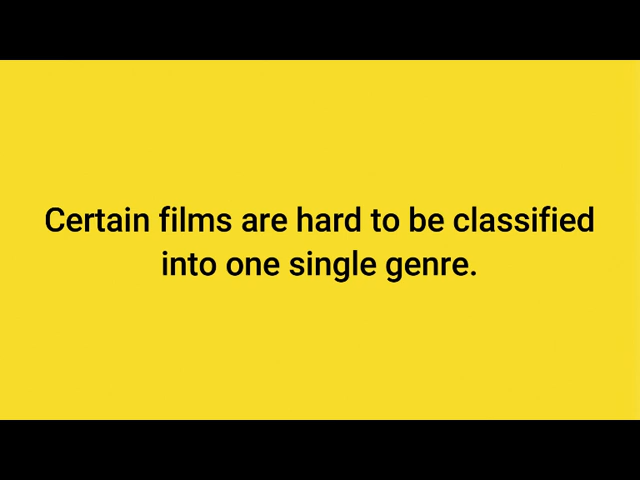 Certain films are hard to be classified
into one single genre.